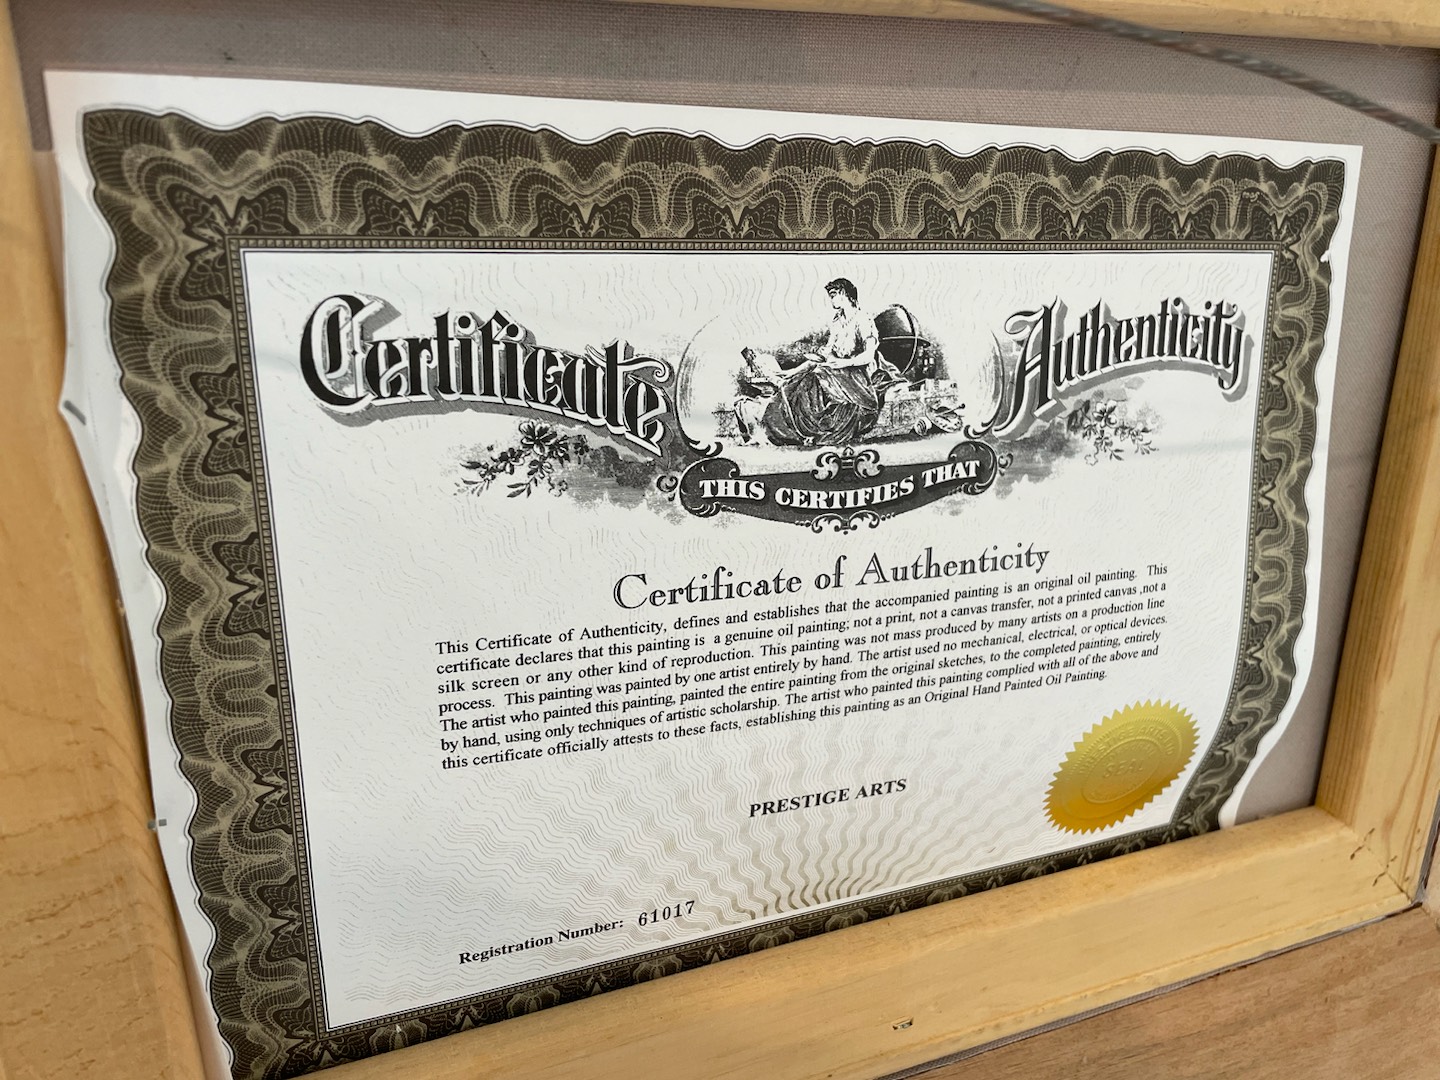 Certificate Authenticity
THIS CERTIFIES THAT
Certificate of Authenticity
This Certificate of Authenticity, defines and establishes that the accompanied painting is an original oil painting. This
certificate declares that this painting is a genuine oil painting; not a print, not a canvas transfer, not a printed canvas ,not a
silk screen or any other kind of reproduction. This painting was not mass produced by many artists on a production line
process. This painting was painted by one artist entirely by hand. The artist used no mechanical, electrical, or optical devices.
The artist who painted this painting, painted the entire painting from the original sketches, to the completed painting, entirely
by hand, using only techniques of artistic scholarship. The artist who painted this painting complied with all of the above and
this certificate officially attests to these facts, establishing this painting as an Original Hand Painted Oil Painting.
SEAL
PRESTIGE ARTS
Registration Number: 61017